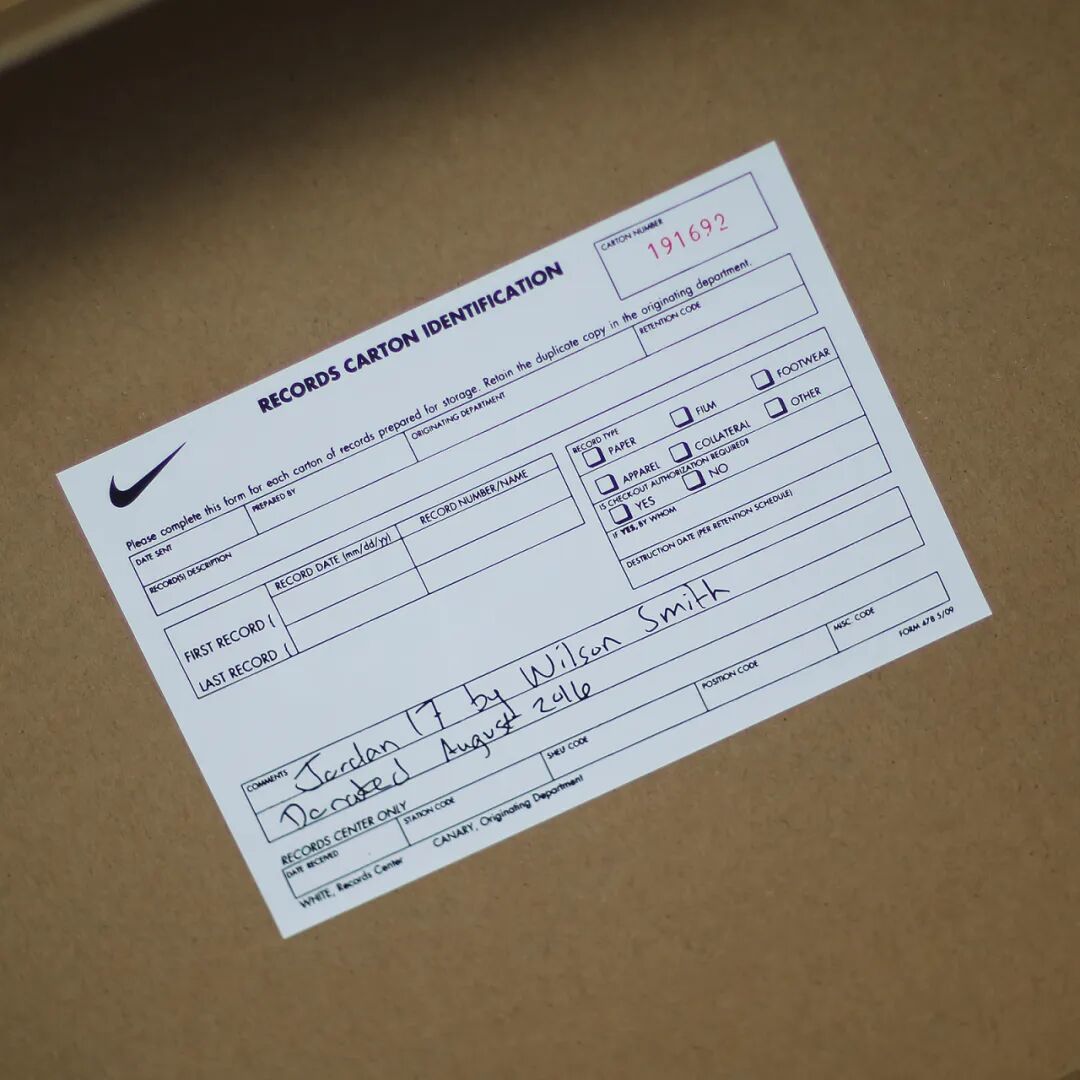 CARTON NUMBER
191692
RECORDS CARTON IDENTIFICATION
Please complete this form for each carton of records prepared for storage. Retain the duplicate copy in the originating department.
DATE SENT
PREPARED BY
ORIGINATING DEPARTMENT
RETENTION CODE
RECORD(S) DESCRIPTION
RECORD DATE (mm/dd/yy)
RECORD NUMBER/NAME
FIRST RECORD (
LAST RECORD (
RECORD TYPE
PAPER
FILM
FOOTWEAR
APPAREL
COLLATERAL
OTHER
IS CHECKOUT AUTHORIZATION REQUIRED?
YES
NO
IF YES, BY WHOM
DESTRUCTION DATE (PER RETENTION SCHEDULE)
COMMENTS
Jordan 17 by Wilson Smith
Donated August 2016
RECORDS CENTER ONLY
DATE RECEIVED
STATION CODE
SHELF CODE
POSITION CODE
MISC. CODE
WHITE, Records Center
CANARY, Originating Department
FORM 478 5/09